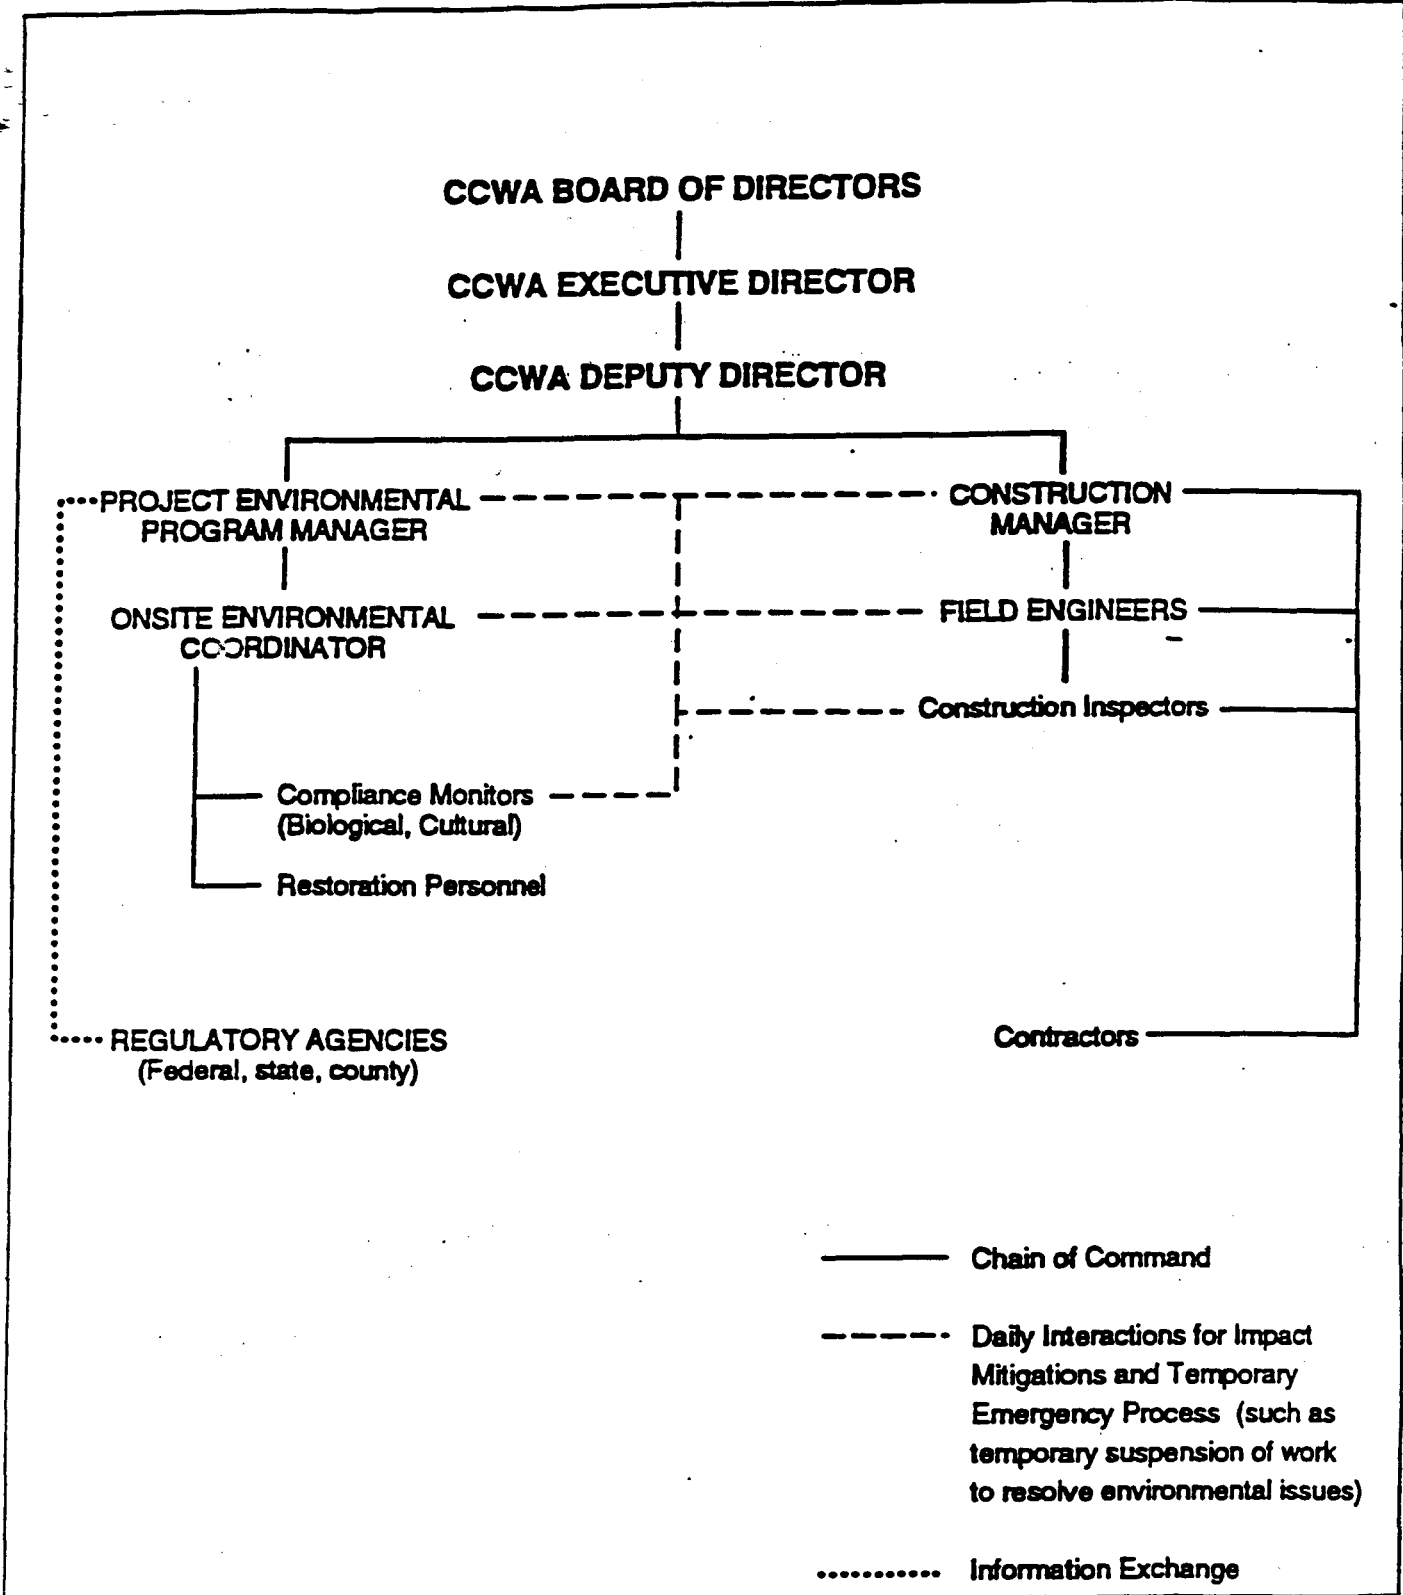 CCWA BOARD OF DIRECTORS
CCWA EXECUTIVE DIRECTOR
CCWA DEPUTY DIRECTOR
PROJECT ENVIRONMENTAL
PROGRAM MANAGER
CONSTRUCTION
MANAGER
ONSITE ENVIRONMENTAL
COORDINATOR
FIELD ENGINEERS
Construction Inspectors
Compliance Monitors
(Biological, Cultural)
Restoration Personnel
REGULATORY AGENCIES
(Federal, state, county)
Contractors
Chain of Command
Daily Interactions for Impact
Mitigations and Temporary
Emergency Process (such as
temporary suspension of work
to resolve environmental issues)
Information Exchange